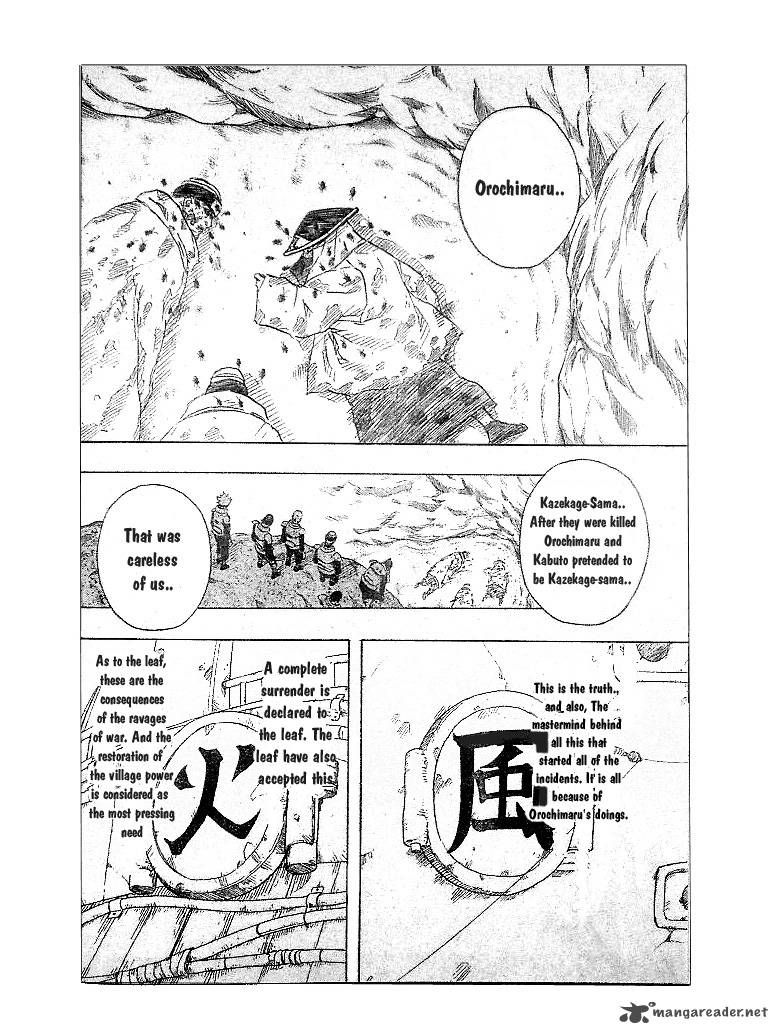 Orochimaru..
Kazekage-Sama..
After they were killed
Orochimaru and
Kabuto pretended to
be Kazekage-sama..
That was
careless
of us..
This is the truth..
and also, The
mastermind behind
all this that
started all of the
incidents. It is all
because of
Orochimaru's doings.
風
A complete
surrender is
declared to
the leaf. The
leaf have also
accepted this
火
As to the leaf,
these are the
consequences
of the ravages
of war. And the
restoration of
the village power
is considered as
the most pressing
need
mangareader.net